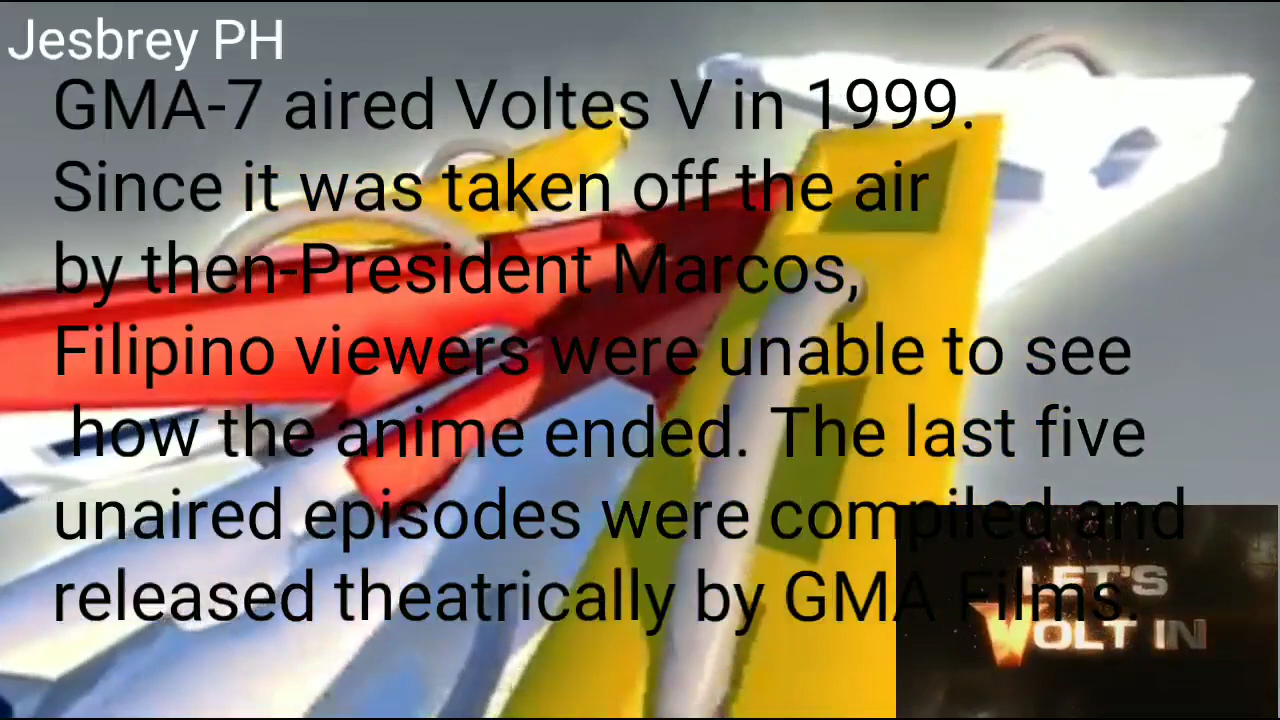 Jesbrey PH
GMA-7 aired Voltes V in 1999.
Since it was taken off the air
by then-President Marcos,
Filipino viewers were unable to see
how the anime ended. The last five
unaired episodes were compiled and
released theatrically by GMA Films.
LET'S
VOLT IN